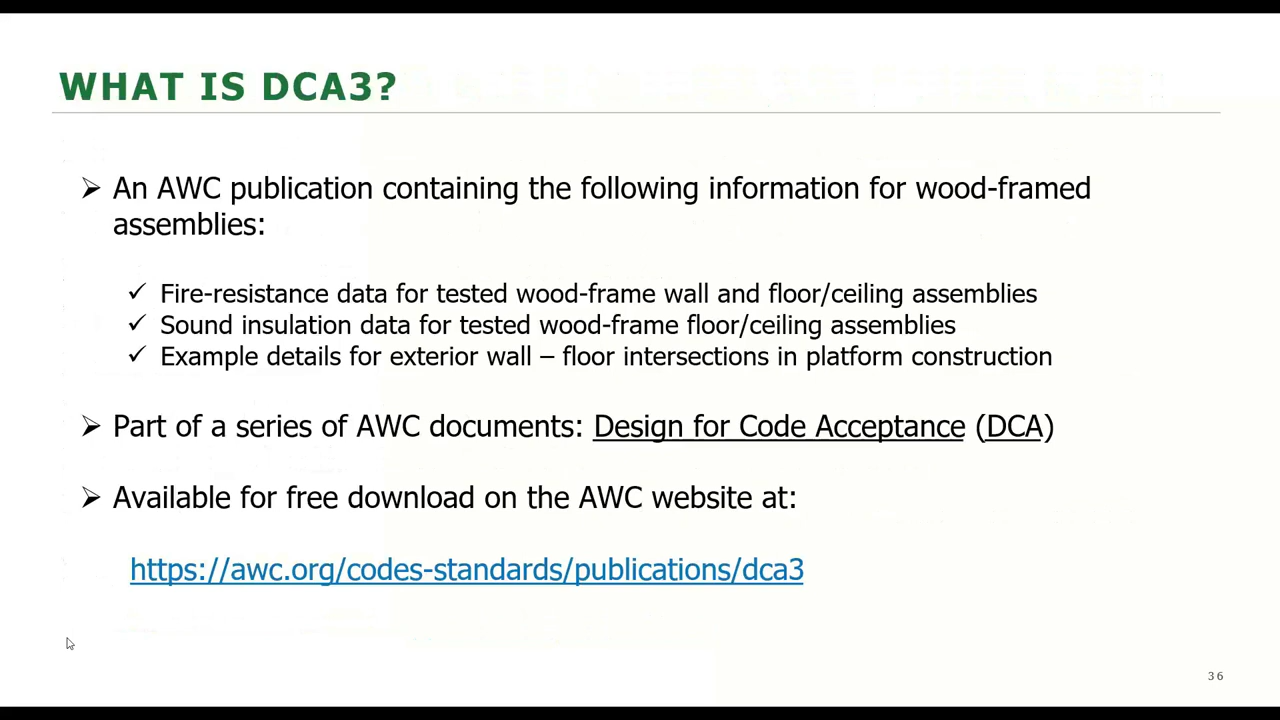 WHAT IS DCA3?
➢ An AWC publication containing the following information for wood-framed
assemblies:
✓ Fire-resistance data for tested wood-frame wall and floor/ceiling assemblies
✓ Sound insulation data for tested wood-frame floor/ceiling assemblies
✓ Example details for exterior wall – floor intersections in platform construction
➢ Part of a series of AWC documents: Design for Code Acceptance (DCA)
➢ Available for free download on the AWC website at:
https://awc.org/codes-standards/publications/dca3
36